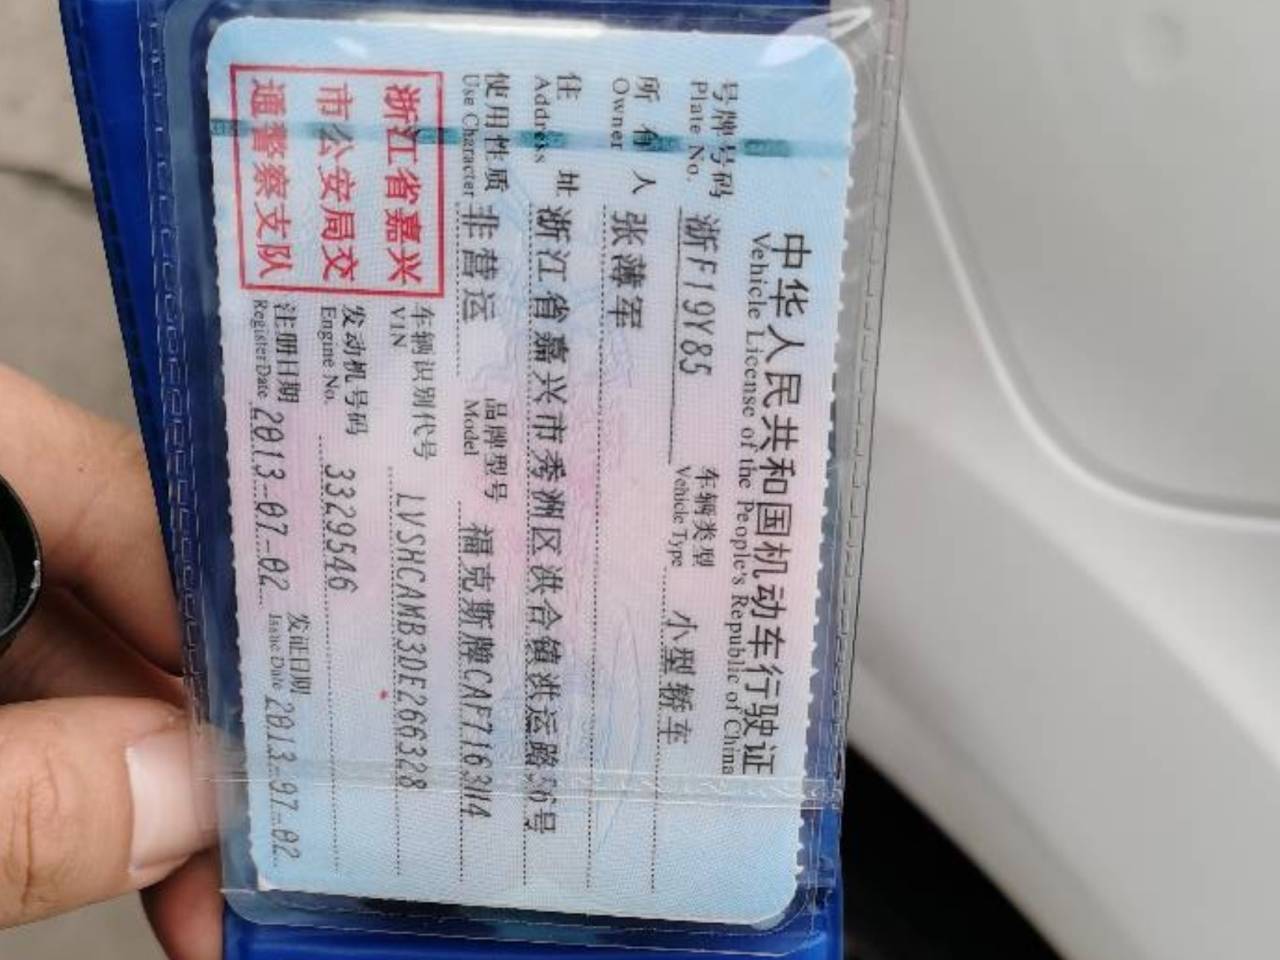 中华人民共和国机动车行驶证
Vehicle License of the People's Republic of China
号牌号码 浙F19Y85 车辆类型 小型轿车
Plate No. Vehicle Type
所有人 张薄军
Owner
住址 浙江省嘉兴市秀洲区洪合镇洪运路56号
Address
使用性质 非营运 品牌型号 福克斯牌CAF7163M4
Use Character Model
浙江省嘉兴
市公安局交
通警察支队
车辆识别代号 LVSHCAMB3DE266328
VIN
发动机号码 3329546
Engine No.
注册日期 2013-07-02 发证日期 2013-07-02
Register Date Issue Date